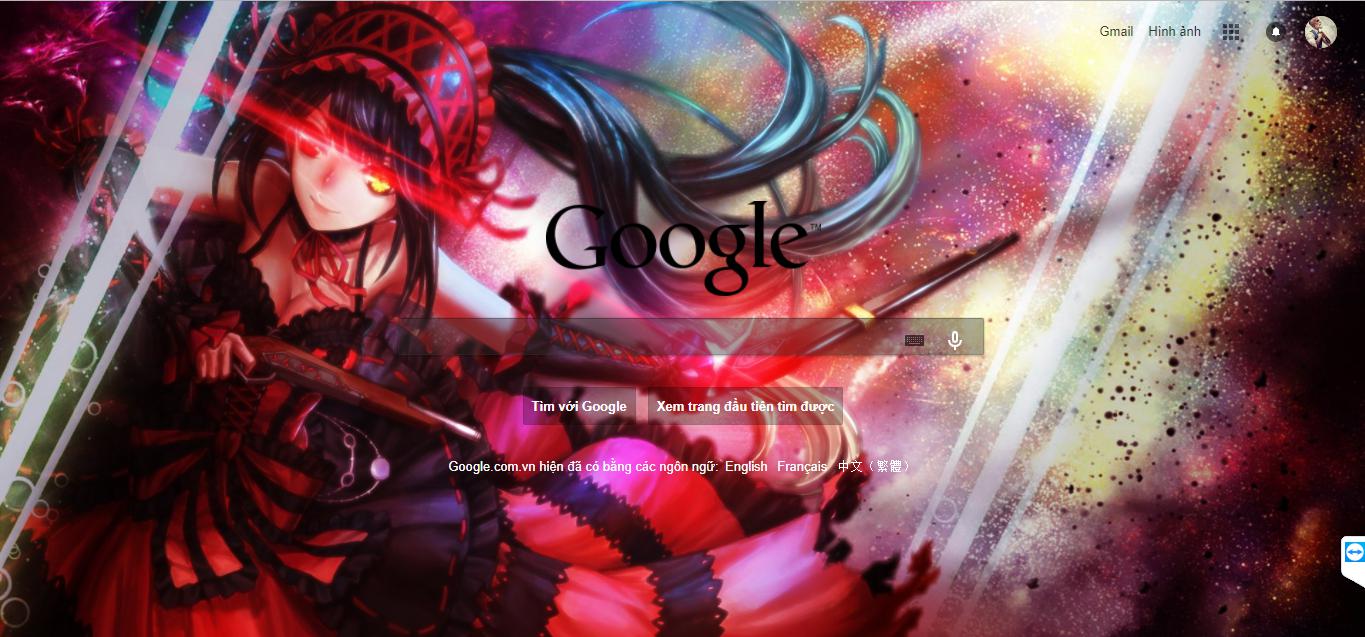 Gmail Hình ảnh
Google™
Tìm với Google Xem trang đầu tiên tìm được
Google.com.vn hiện đã có bằng các ngôn ngữ: English Français 中文（繁體）